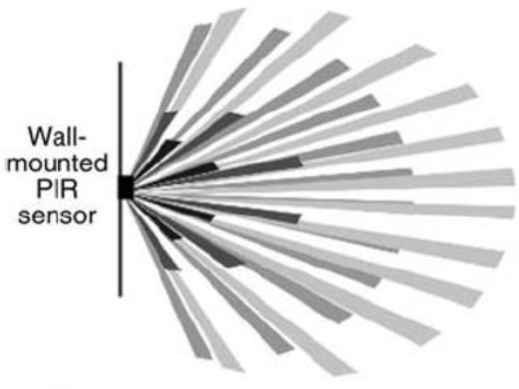 Wall-
mounted
PIR
sensor